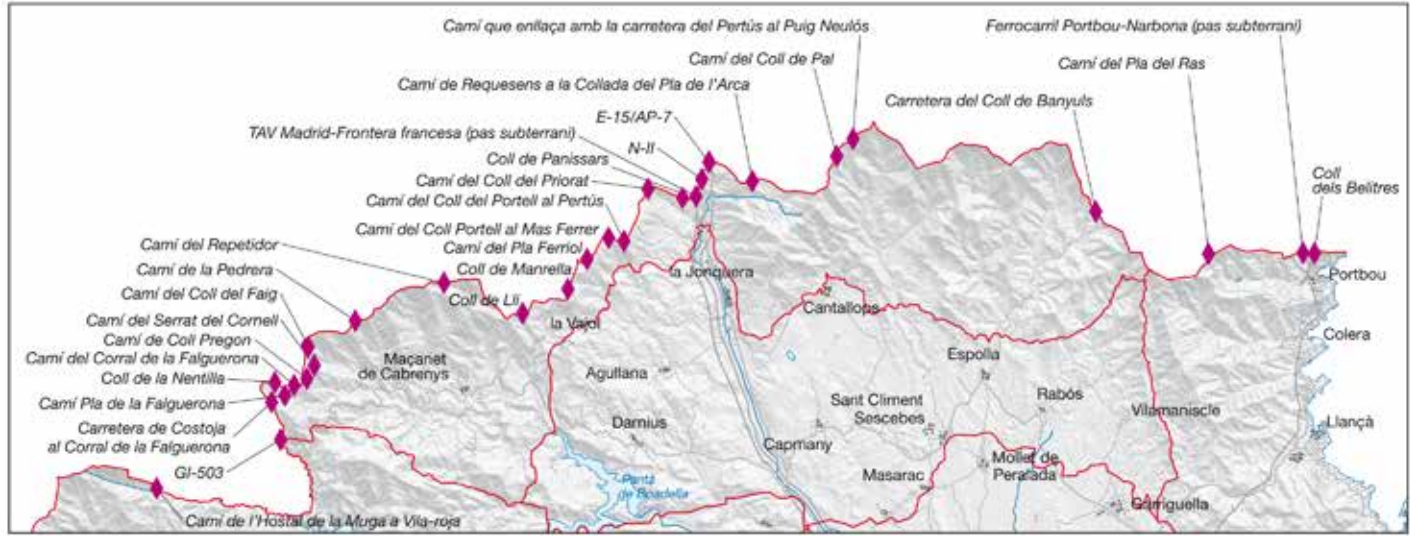 Camí que enllaça amb la carretera del Pertús al Puig Neulós
Ferrocarril Portbou-Narbona (pas subterrani)
Camí del Coll de Pal
Camí del Pla del Ras
Camí de Requesens a la Collada del Pla de l'Arca
Carretera del Coll de Banyuls
E-15/AP-7
TAV Madrid-Frontera francesa (pas subterrani)
N-II
Coll de Panissars
Coll
dels Belitres
Camí del Coll del Priorat
Camí del Coll del Portell al Pertús
Camí del Coll Portell al Mas Ferrer
Camí del Repetidor
Camí del Pla Ferriol
Camí de la Pedrera
Coll de Manrella
la Jonquera
Portbou
Camí del Coll del Faig
Coll de Lli
Cantallops
Camí del Serrat del Cornell
la Vajol
Colera
Camí de Coll Pregon
Camí del Corral de la Falguerona
Maçanet
de Cabrenys
Espolla
Coll de la Nentilla
Agullana
Rabós
Camí Pla de la Falguerona
Sant Climent
Sescebes
Vilamaniscle
Carretera de Costoja
al Corral de la Falguerona
Darnius
Llançà
Capmany
GI-503
Masarac
Mollet de
Peralada
Pantà
de Boadella
Garriguella
Camí de l'Hostal de la Muga a Vila-roja